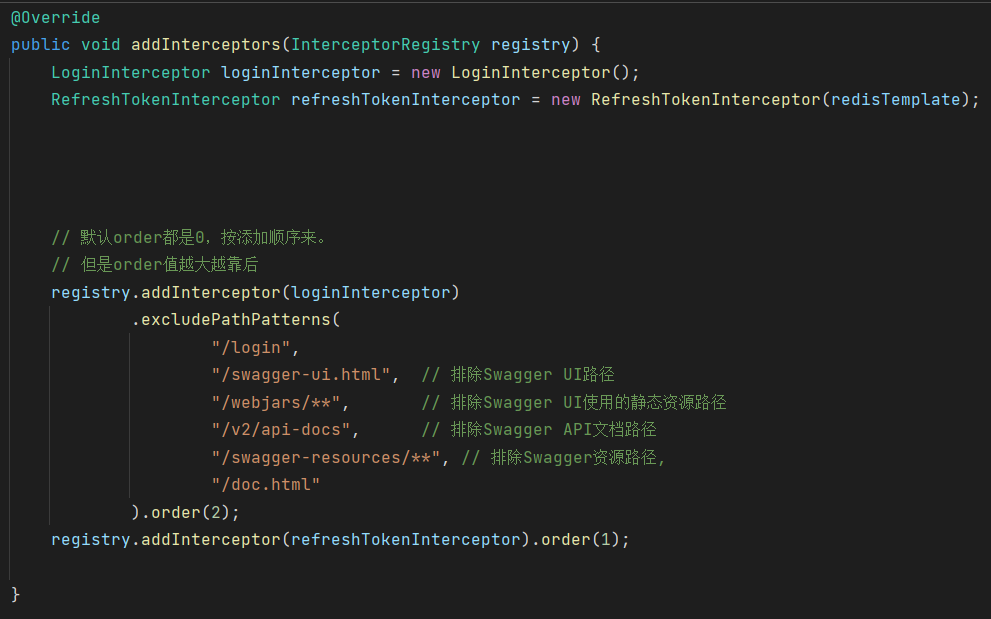 @Override
public void addInterceptors(InterceptorRegistry registry) {
LoginInterceptor loginInterceptor = new LoginInterceptor();
RefreshTokenInterceptor refreshTokenInterceptor = new RefreshTokenInterceptor(redisTemplate);
// 默认order都是0，按添加顺序来。
// 但是order值越大越靠后
registry.addInterceptor(loginInterceptor)
.excludePathPatterns(
"/login",
"/swagger-ui.html",  // 排除Swagger UI路径
"/webjars/**",       // 排除Swagger UI使用的静态资源路径
"/v2/api-docs",      // 排除Swagger API文档路径
"/swagger-resources/**", // 排除Swagger资源路径,
"/doc.html"
).order(2);
registry.addInterceptor(refreshTokenInterceptor).order(1);
}